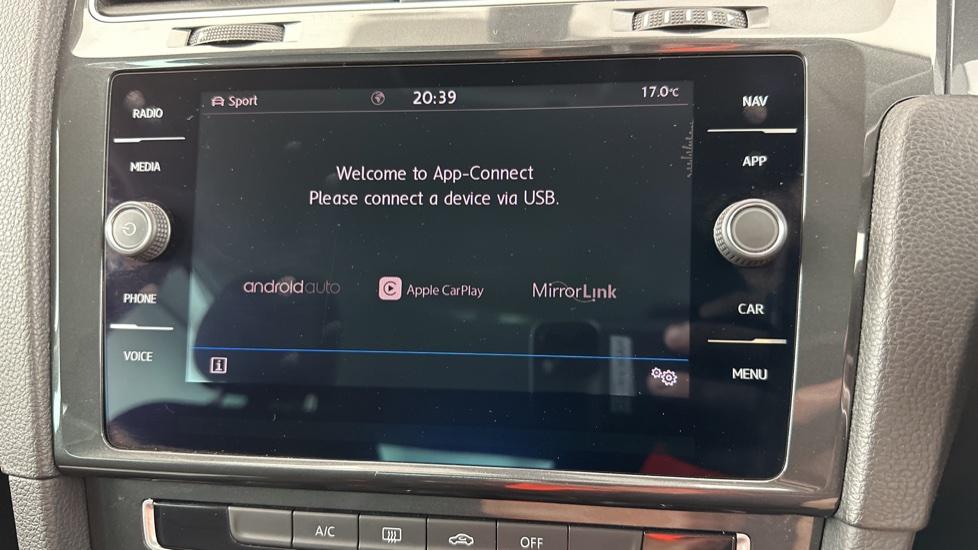 RADIO
MEDIA
PHONE
VOICE
Sport 20:39 17.0°C
Welcome to App-Connect
Please connect a device via USB.
androidauto Apple CarPlay MirrorLink
NAV
APP
CAR
MENU
A/C OFF